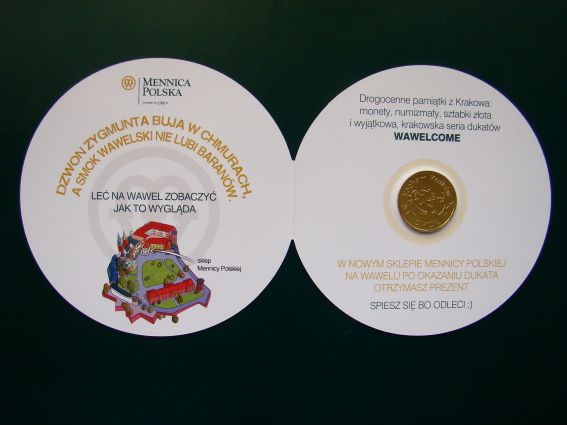 MENNICA
POLSKA
DZWON ZYGMUNTA BUJA W CHMURACH,
A SMOK WAWELSKI NIE LUBI BARANÓW.
LEĆ NA WAWEL ZOBACZYĆ
JAK TO WYGLĄDA
sklep
Mennicy Polskiej
Drogocenne pamiątki z Krakowa:
monety, numizmaty, sztabki złota
i wyjątkowa, krakowska seria dukatów
WAWELCOME
W NOWYM SKLEPIE MENNICY POLSKIEJ
NA WAWELU PO OKAZANIU DUKATA
OTRZYMASZ PREZENT.
SPIESZ SIĘ BO ODLECI ;)